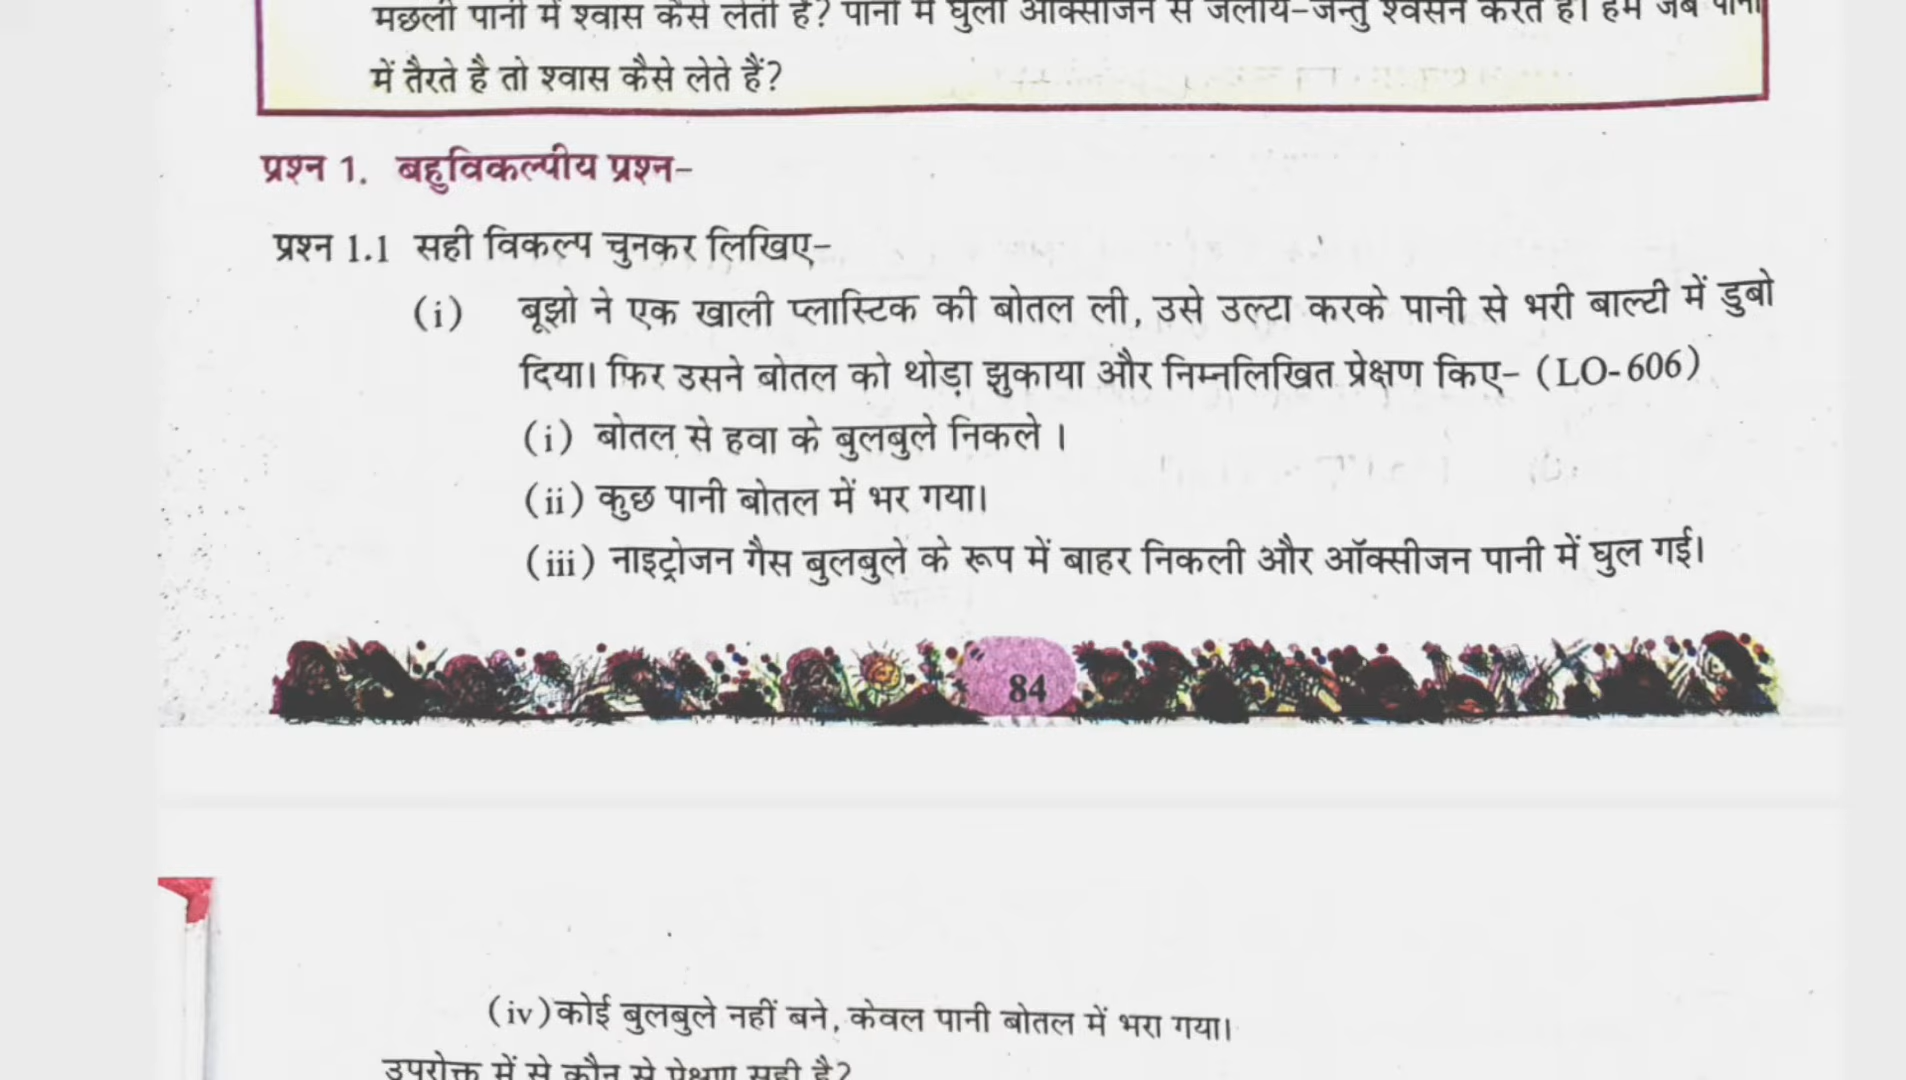 मछली पानी में श्वास कैसे लेती है? पानी में घुली ऑक्सीजन से जलीय-जन्तु श्वसन करते हैं। हम जब पानी
में तैरते है तो श्वास कैसे लेते हैं?
प्रश्न 1. बहुविकल्पीय प्रश्न-
प्रश्न 1.1 सही विकल्प चुनकर लिखिए-
(i) बूझो ने एक खाली प्लास्टिक की बोतल ली, उसे उल्टा करके पानी से भरी बाल्टी में डुबो
दिया। फिर उसने बोतल को थोड़ा झुकाया और निम्नलिखित प्रेक्षण किए- (LO-606)
(i) बोतल से हवा के बुलबुले निकले।
(ii) कुछ पानी बोतल में भर गया।
(iii) नाइट्रोजन गैस बुलबुले के रूप में बाहर निकली और ऑक्सीजन पानी में घुल गई।
84
(iv) कोई बुलबुले नहीं बने, केवल पानी बोतल में भरा गया।
उपरोक्त में से कौन से प्रेक्षण सही है?